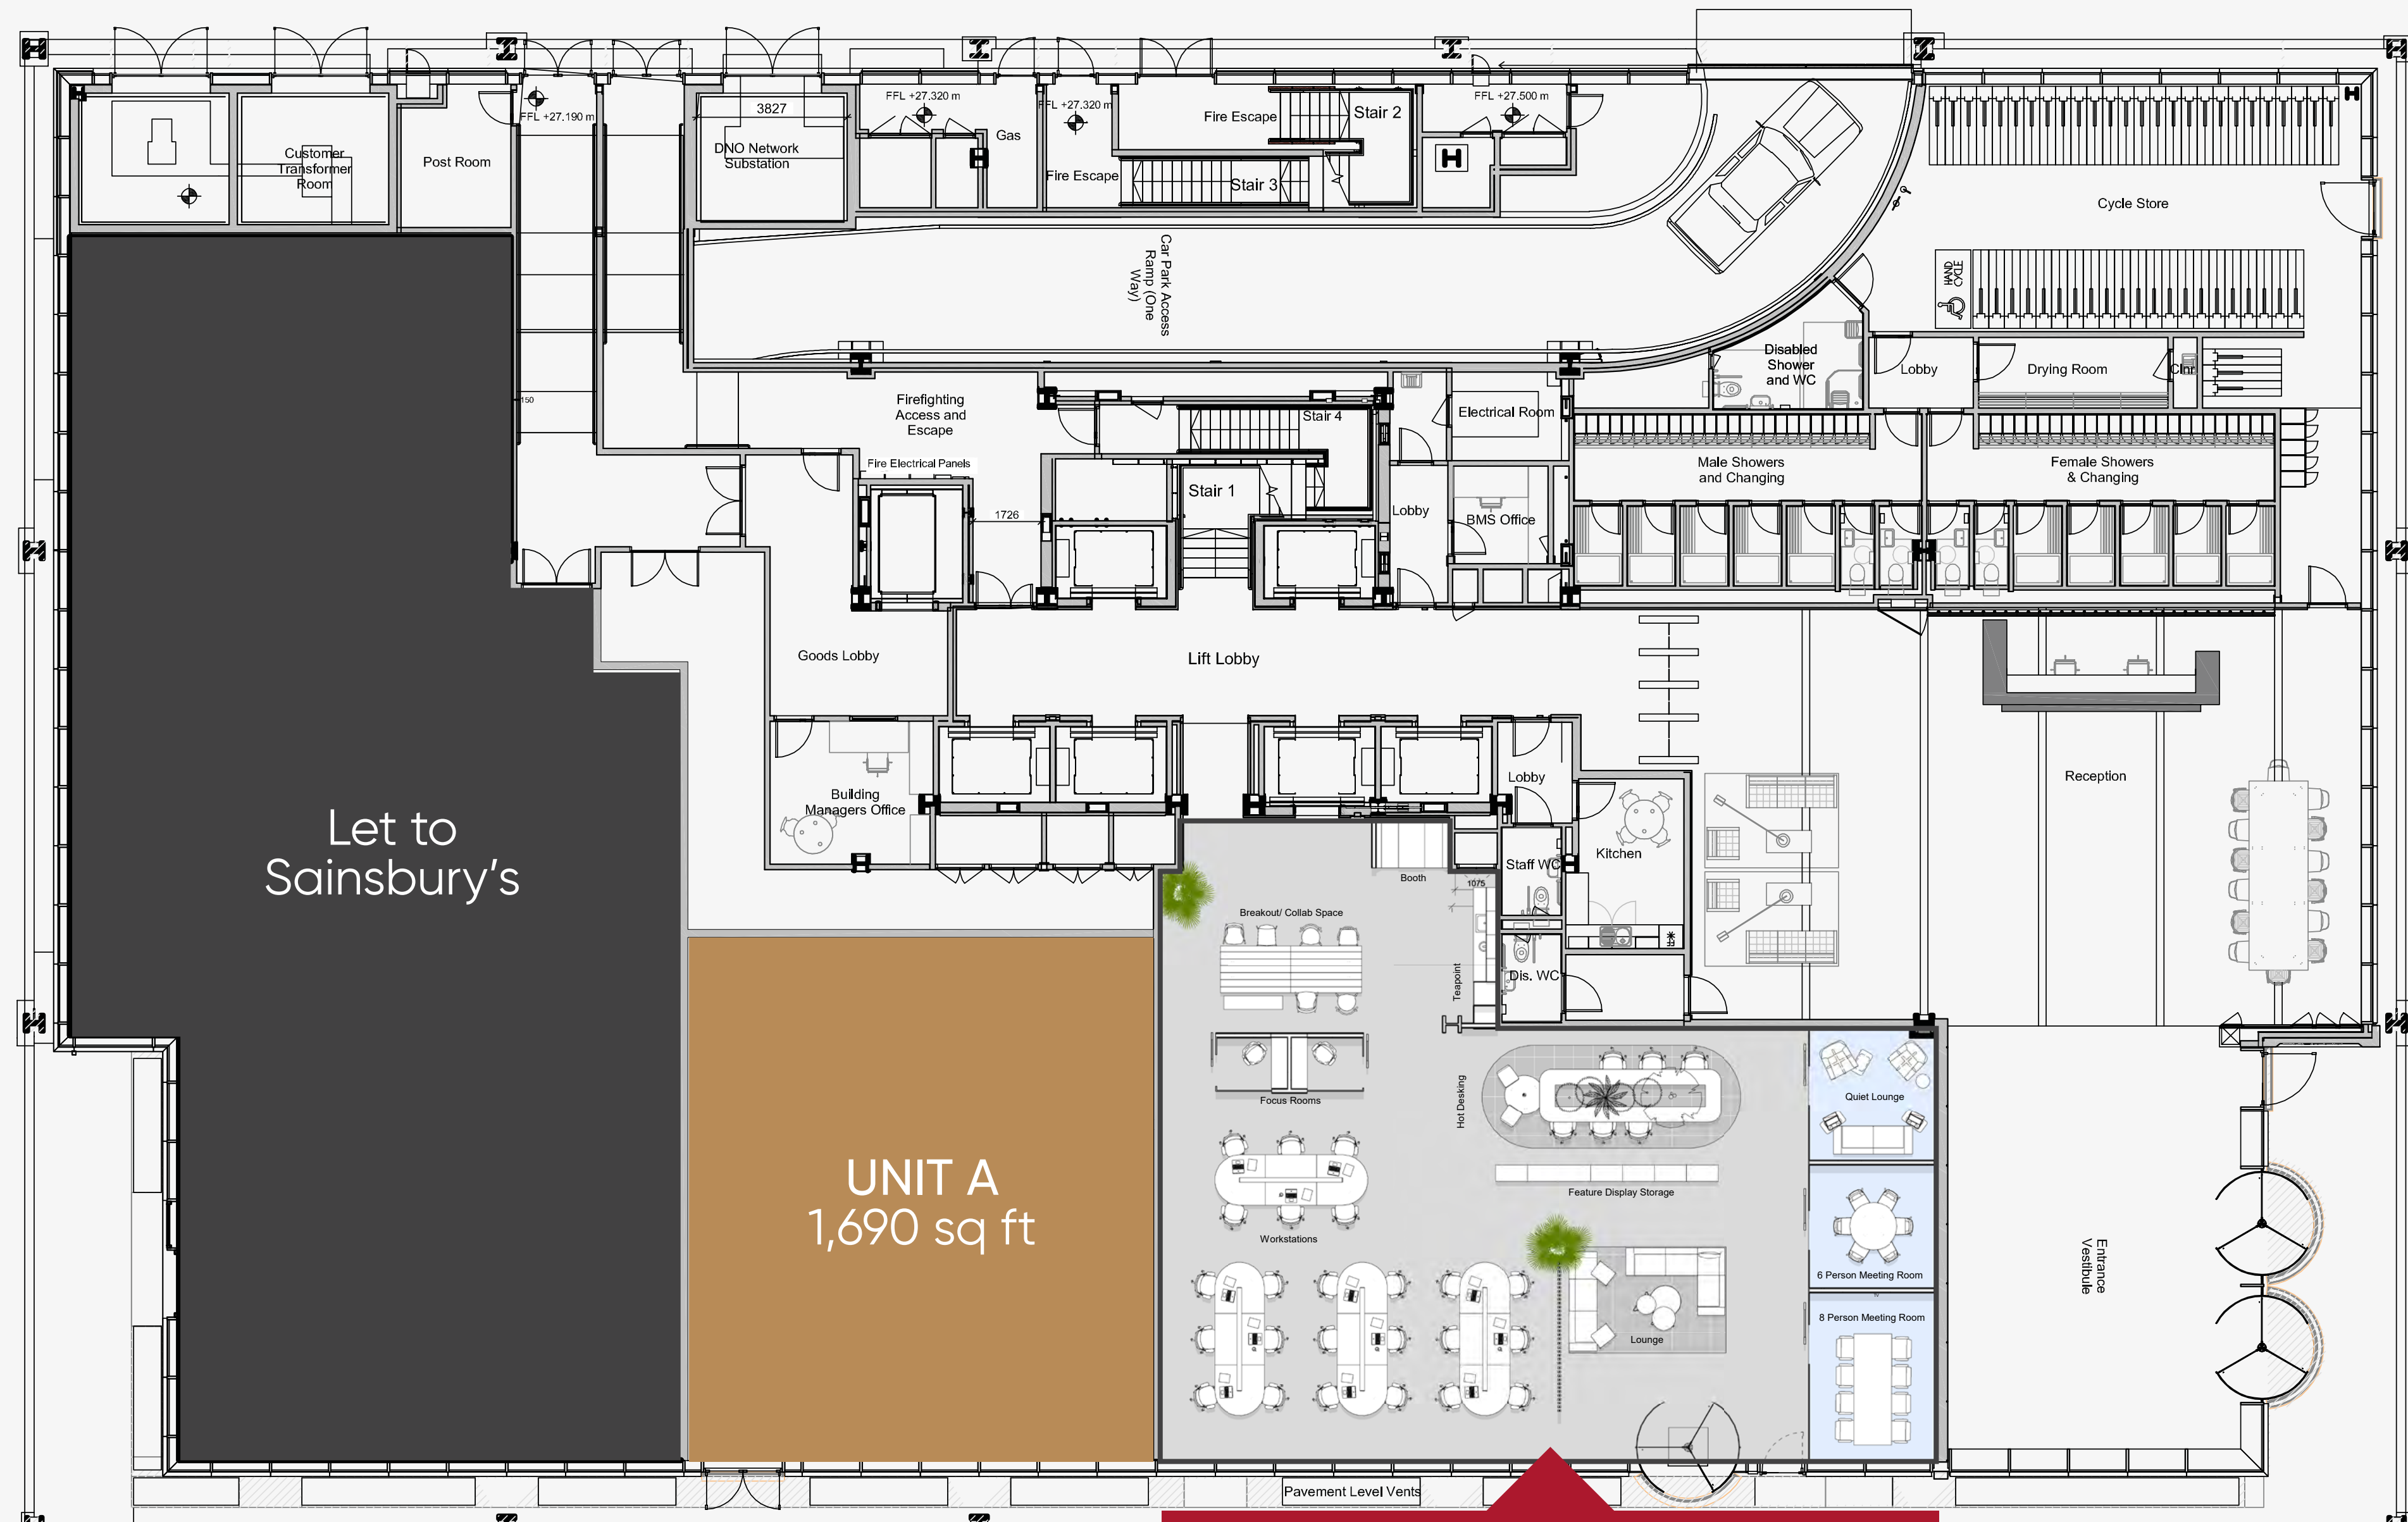 FFL +27.190 m
3827
FFL +27.320 m
FFL +27.320 m
Gas
Fire Escape
Stair 2
FFL +27.500 m
Customer
Transformer
Room
Post Room
DNO Network
Substation
Fire Escape
Stair 3
Cycle Store
Car Park Access
Ramp (One
Way)
HAND
CYCLE
Disabled
Shower
and WC
Lobby
Drying Room
Clnr
150
Firefighting
Access and
Escape
Stair 4
Electrical Room
Fire Electrical Panels
Stair 1
Male Showers
and Changing
Female Showers
& Changing
1726
Lobby
BMS Office
Goods Lobby
Lift Lobby
Reception
Building
Managers Office
Lobby
Kitchen
Let to
Sainsbury's
Booth
Staff WC
1075
Breakout/ Collab Space
Teapoint
Dis. WC
Focus Rooms
Hot Desking
Quiet Lounge
UNIT A
1,690 sq ft
Feature Display Storage
Workstations
6 Person Meeting Room
Entrance
Vestibule
8 Person Meeting Room
Lounge
Pavement Level Vents